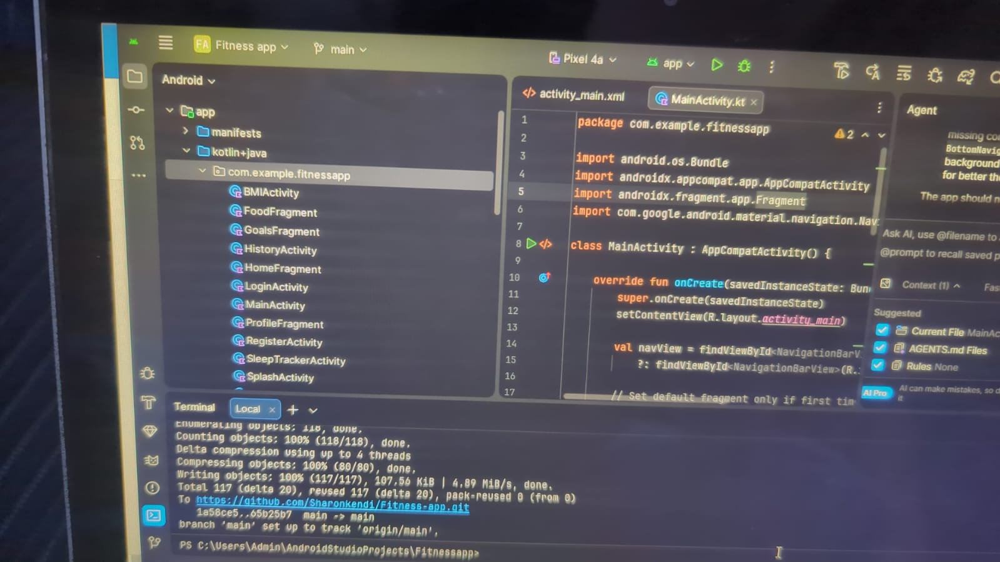 FA Fitness app
main
Pixel 4a
app
Android
app
manifests
kotlin+java
com.example.fitnessapp
BMIActivity
FoodFragment
GoalsFragment
HistoryActivity
HomeFragment
LoginActivity
MainActivity
ProfileFragment
RegisterActivity
SleepTrackerActivity
SplashActivity
activity_main.xml
MainActivity.kt
2
1 package com.example.fitnessapp
2
3 import android.os.Bundle
4 import androidx.appcompat.app.AppCompatActivity
5 import androidx.fragment.app.Fragment
6 import com.google.android.material.navigation.Nav
7
8 class MainActivity : AppCompatActivity() {
9
10 override fun onCreate(savedInstanceState: Bun
11 super.onCreate(savedInstanceState)
12 setContentView(R.layout.activity_main)
13
14 val navView = findViewById<NavigationBarV
15 ?: findViewById<NavigationBarView>(R.
16
17 // Set default fragment only if first tim
Agent
missing
BottomNavig
background
for better
The app should
Ask AI, use @filename to
@prompt to recall saved p
Context (1)
Fas
Suggested
Current File MainAc
AGENTS.md Files
Rules None
AI Pro
AI can make mistakes, so d
it
Terminal
Local
Enumerating objects: 118, done.
Counting objects: 100% (118/118), done.
Delta compression using up to 4 threads
Compressing objects: 100% (80/80), done.
Writing objects: 100% (117/117), 107.56 KiB | 4.89 MiB/s, done.
Total 117 (delta 20), reused 117 (delta 20), pack-reused 0 (from 0)
To https://github.com/Sharonkendi/Fitness-app.git
1a58ce5..65b25b7 main -> main
branch 'main' set up to track 'origin/main'.
PS C:\Users\Admin\AndroidStudioProjects\Fitnessapp>